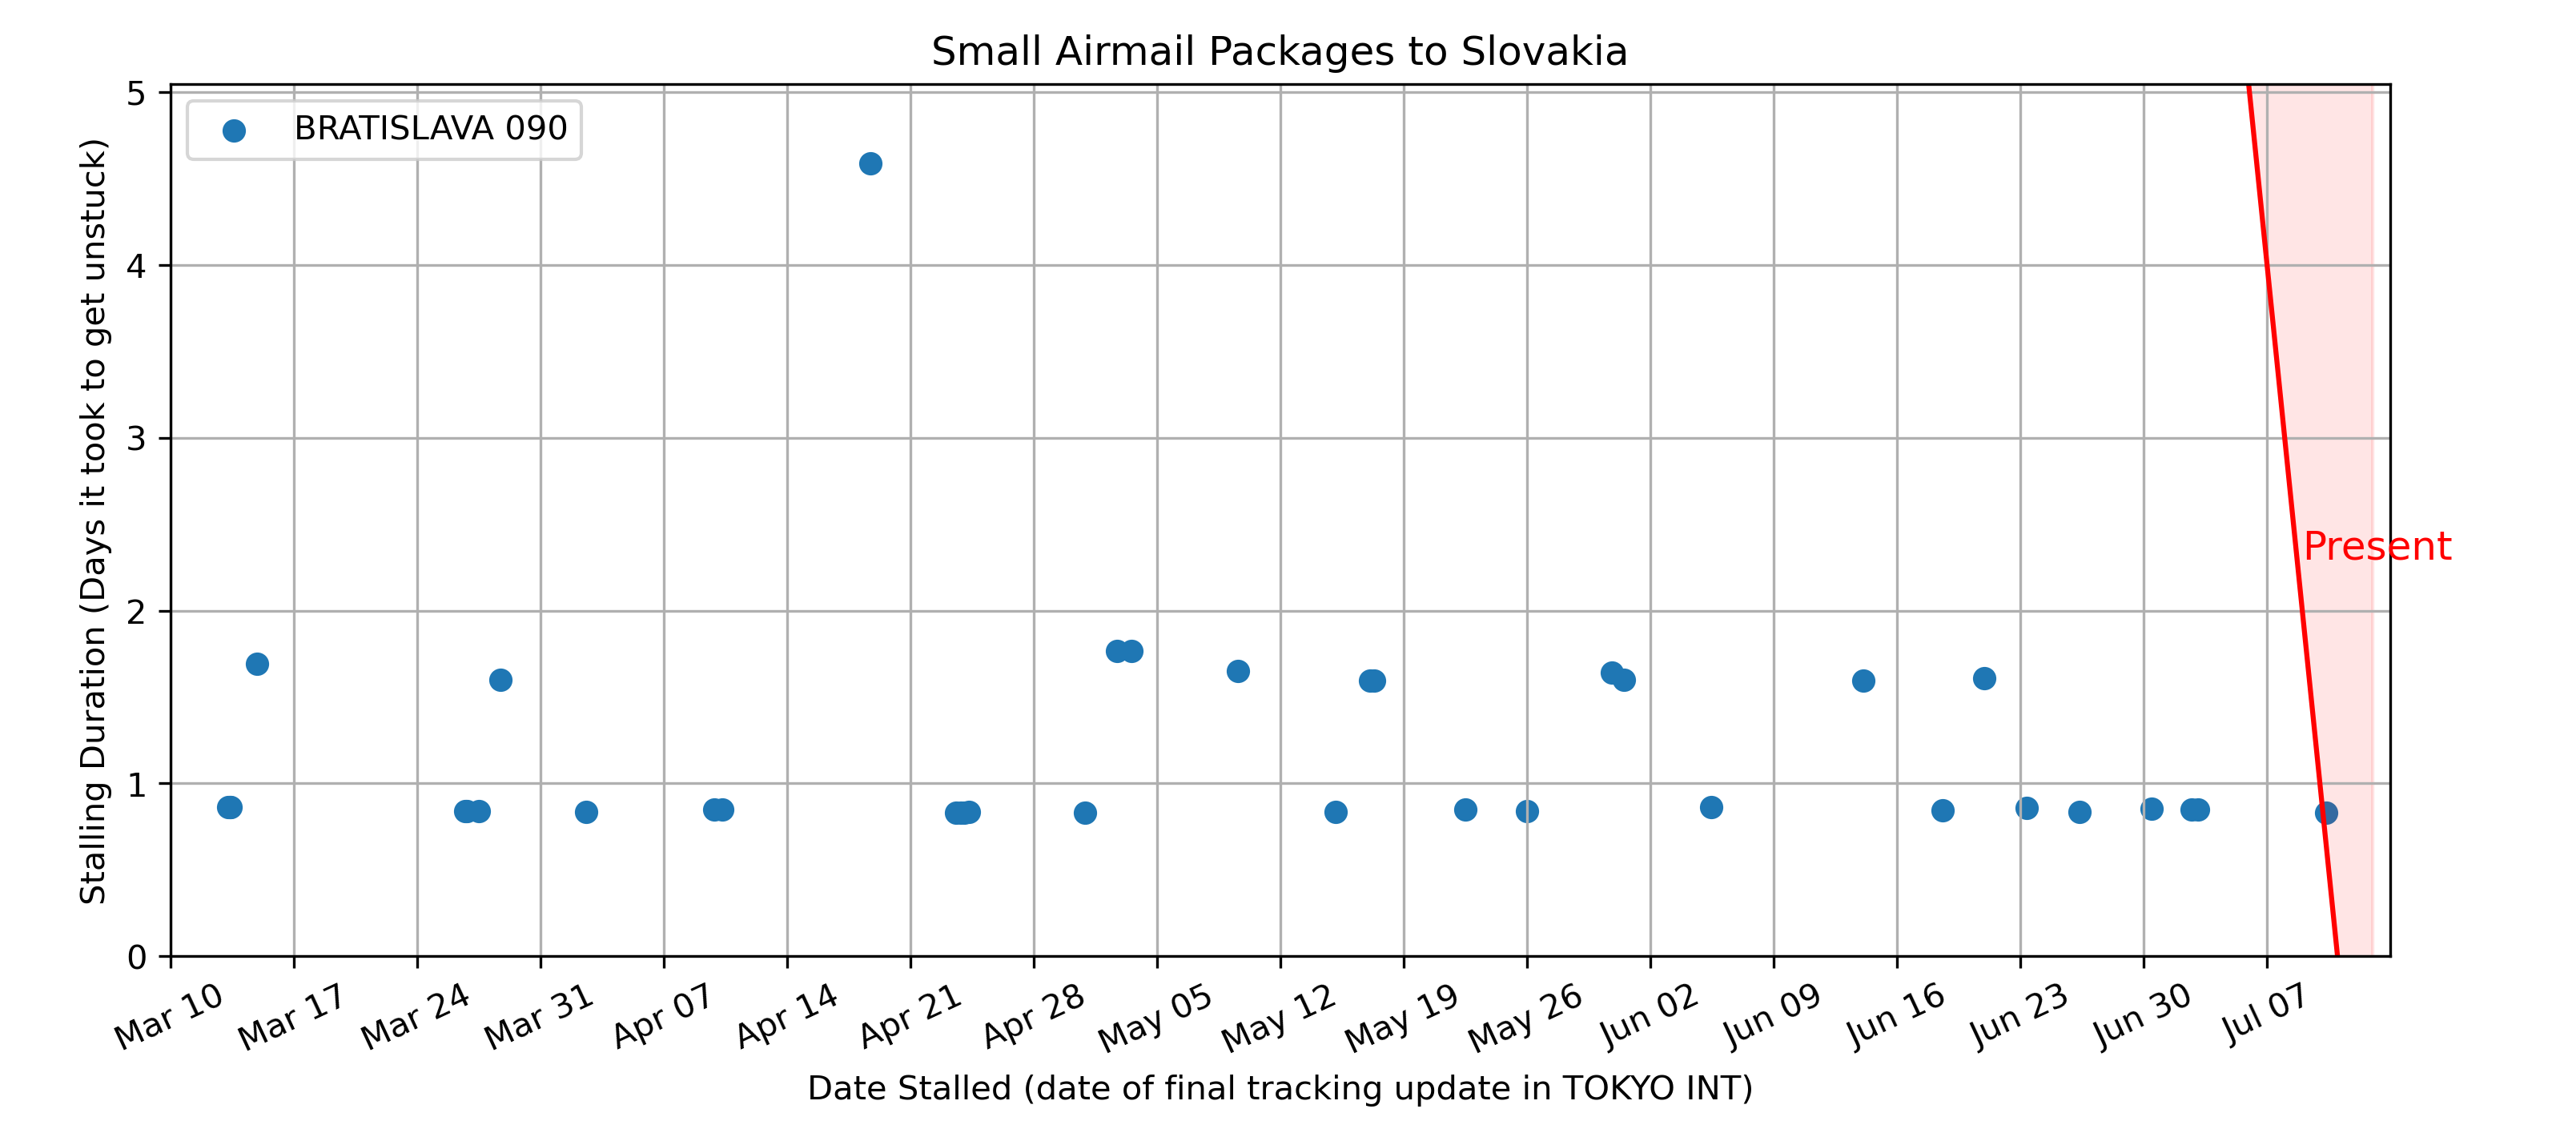 Small Airmail Packages to Slovakia
BRATISLAVA 090
Stalling Duration (Days it took to get unstuck)
5
4
3
2
1
0
Present
Mar 10
Mar 17
Mar 24
Mar 31
Apr 07
Apr 14
Apr 21
Apr 28
May 05
May 12
May 19
May 26
Jun 02
Jun 09
Jun 16
Jun 23
Jun 30
Jul 07
Date Stalled (date of final tracking update in TOKYO INT)